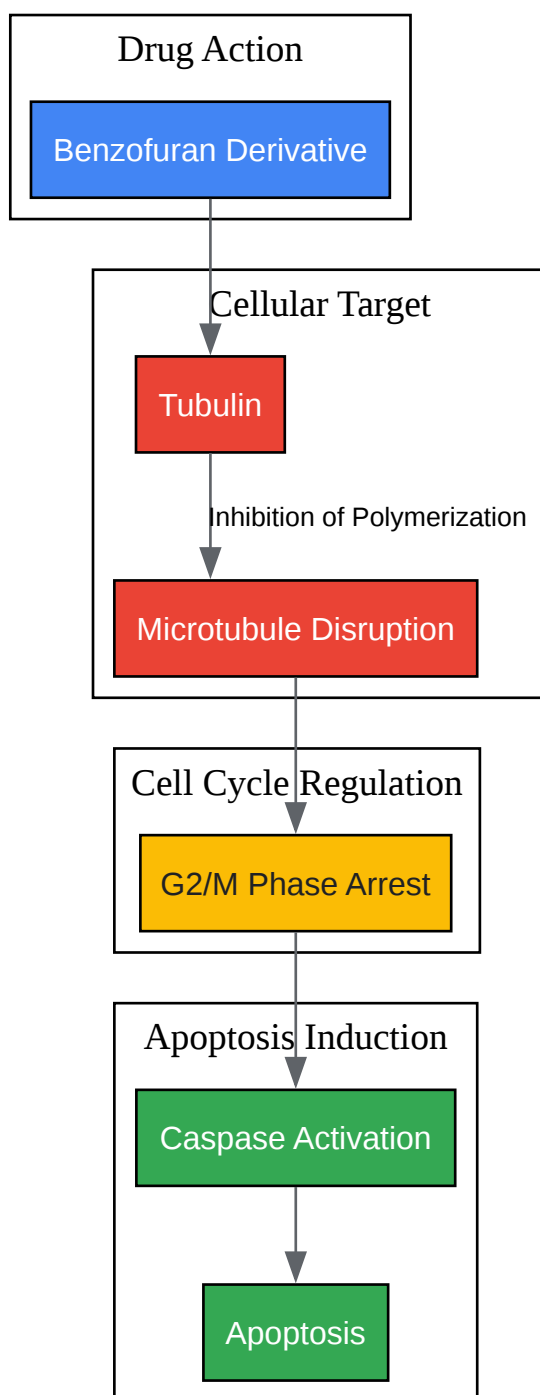 Drug Action
Benzofuran Derivative
Cellular Target
Tubulin
Inhibition of Polymerization
Microtubule Disruption
Cell Cycle Regulation
G2/M Phase Arrest
Apoptosis Induction
Caspase Activation
Apoptosis